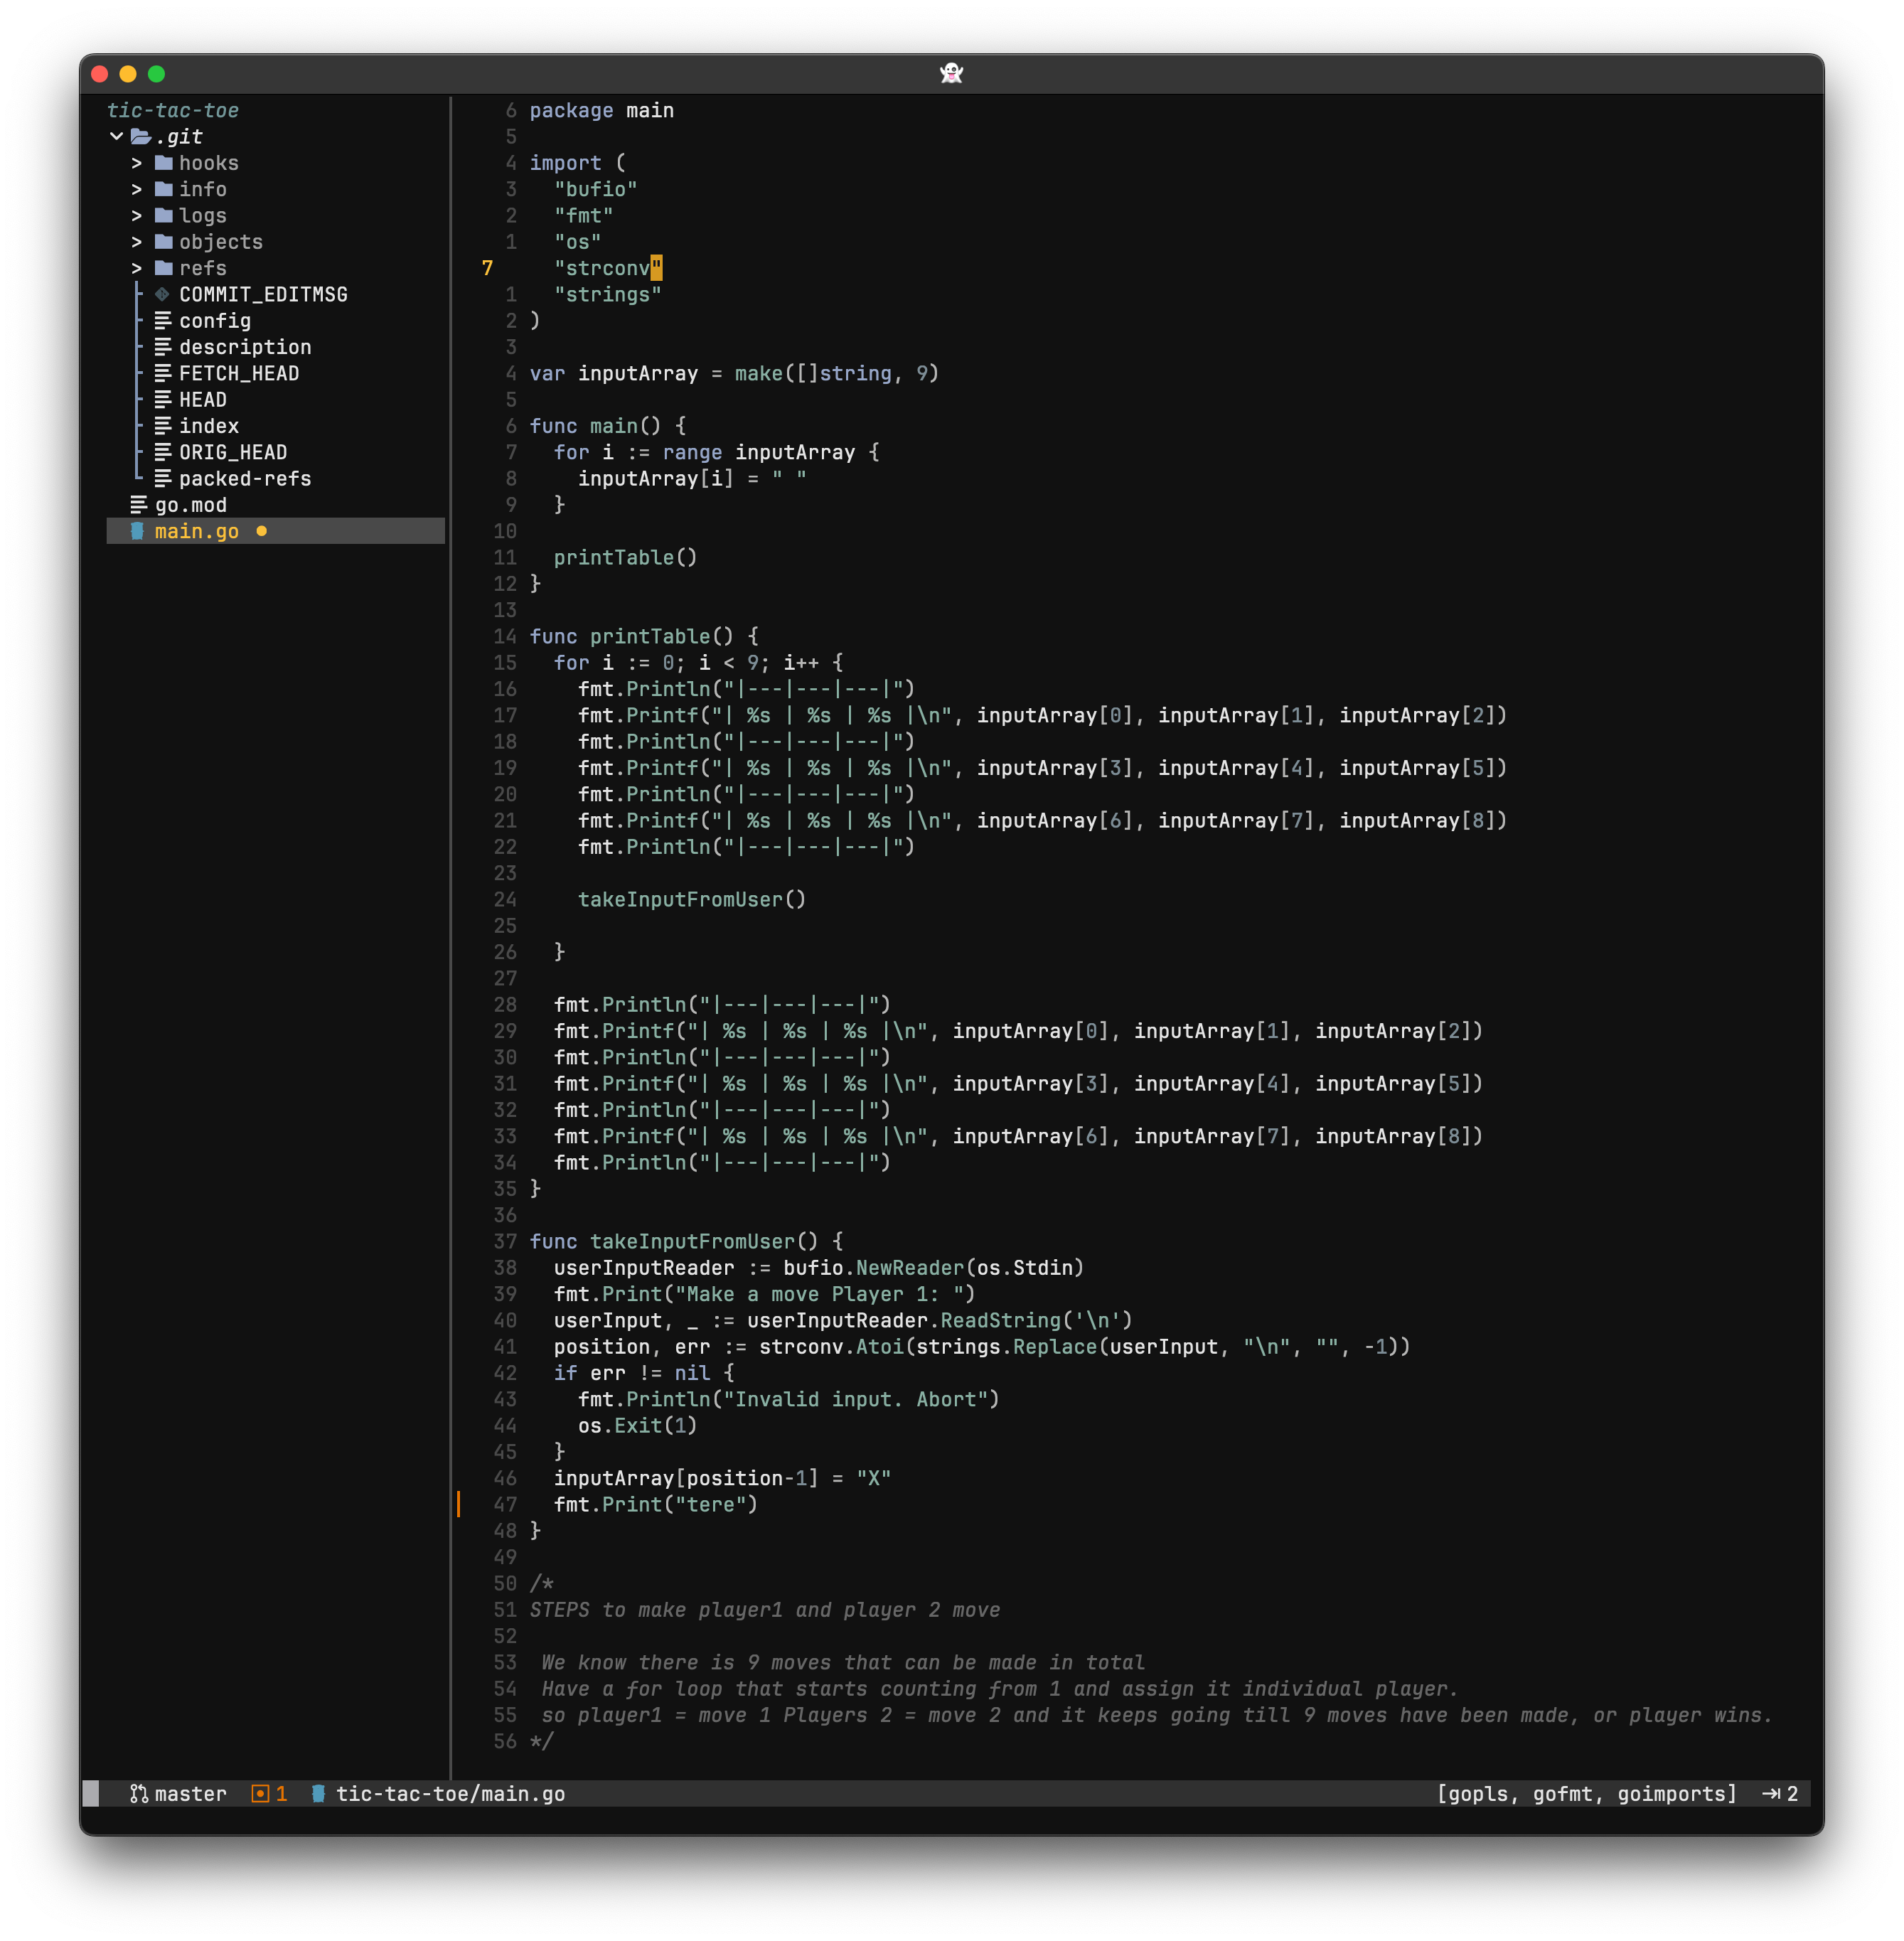 tic-tac-toe
.git
hooks
info
logs
objects
refs
COMMIT_EDITMSG
config
description
FETCH_HEAD
HEAD
index
ORIG_HEAD
packed-refs
go.mod
main.go
6 package main
5
4 import (
3   "bufio"
2   "fmt"
1   "os"
7   "strconv"
1   "strings"
2 )
3
4 var inputArray = make([]string, 9)
5
6 func main() {
7   for i := range inputArray {
8     inputArray[i] = " "
9   }
10
11   printTable()
12 }
13
14 func printTable() {
15   for i := 0; i < 9; i++ {
16     fmt.Println("|---|---|---|")
17     fmt.Printf("| %s | %s | %s |\n", inputArray[0], inputArray[1], inputArray[2])
18     fmt.Println("|---|---|---|")
19     fmt.Printf("| %s | %s | %s |\n", inputArray[3], inputArray[4], inputArray[5])
20     fmt.Println("|---|---|---|")
21     fmt.Printf("| %s | %s | %s |\n", inputArray[6], inputArray[7], inputArray[8])
22     fmt.Println("|---|---|---|")
23
24     takeInputFromUser()
25
26   }
27
28   fmt.Println("|---|---|---|")
29   fmt.Printf("| %s | %s | %s |\n", inputArray[0], inputArray[1], inputArray[2])
30   fmt.Println("|---|---|---|")
31   fmt.Printf("| %s | %s | %s |\n", inputArray[3], inputArray[4], inputArray[5])
32   fmt.Println("|---|---|---|")
33   fmt.Printf("| %s | %s | %s |\n", inputArray[6], inputArray[7], inputArray[8])
34   fmt.Println("|---|---|---|")
35 }
36
37 func takeInputFromUser() {
38   userInputReader := bufio.NewReader(os.Stdin)
39   fmt.Print("Make a move Player 1: ")
40   userInput, _ := userInputReader.ReadString('\n')
41   position, err := strconv.Atoi(strings.Replace(userInput, "\n", "", -1))
42   if err != nil {
43     fmt.Println("Invalid input. Abort")
44     os.Exit(1)
45   }
46   inputArray[position-1] = "X"
47   fmt.Print("tere")
48 }
49
50 /*
51 STEPS to make player1 and player 2 move
52
53  We know there is 9 moves that can be made in total
54  Have a for loop that starts counting from 1 and assign it individual player.
55  so player1 = move 1 Players 2 = move 2 and it keeps going till 9 moves have been made, or player wins.
56 */
master 1 tic-tac-toe/main.go [gopls, gofmt, goimports] 2